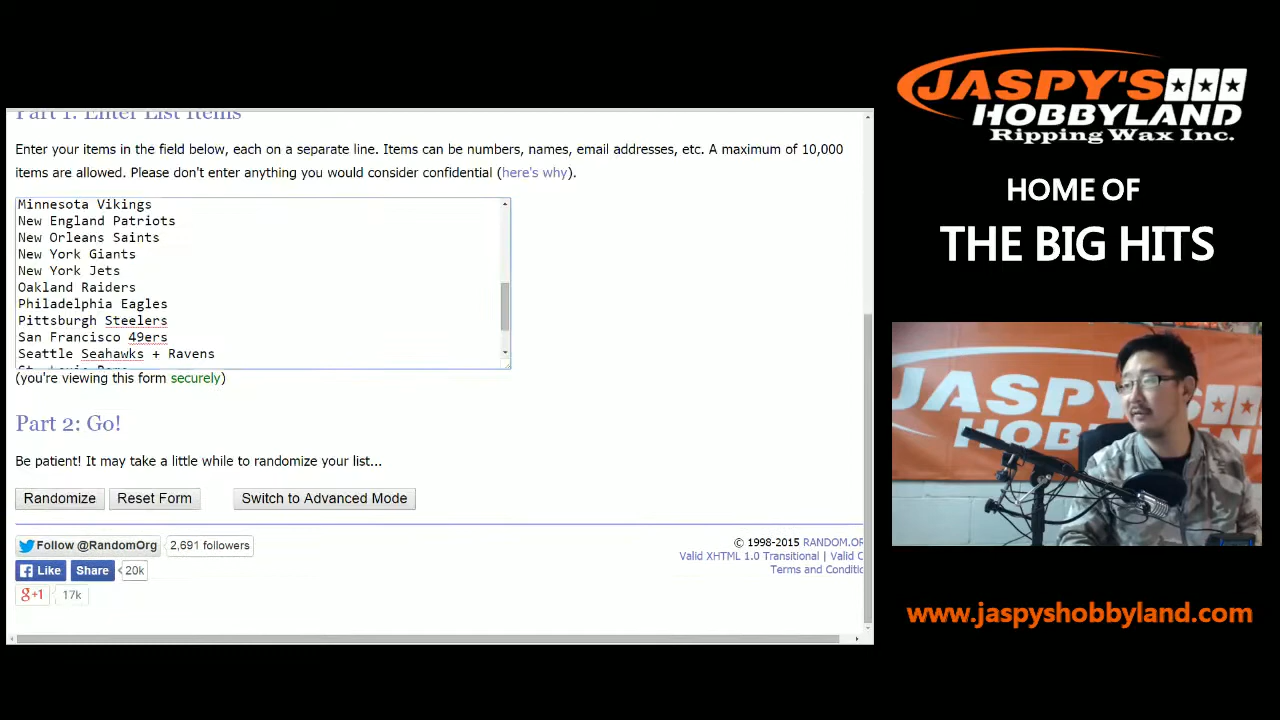 Part 1: Enter List Items
Enter your items in the field below, each on a separate line. Items can be numbers, names, email addresses, etc. A maximum of 10,000
items are allowed. Please don't enter anything you would consider confidential (here's why).
Minnesota Vikings
New England Patriots
New Orleans Saints
New York Giants
New York Jets
Oakland Raiders
Philadelphia Eagles
Pittsburgh Steelers
San Francisco 49ers
Seattle Seahawks + Ravens
(you're viewing this form securely)
Part 2: Go!
Be patient! It may take a little while to randomize your list...
Randomize Reset Form Switch to Advanced Mode
Follow @RandomOrg 2,691 followers
Like Share 20k
g+1 17k
© 1998-2015 RANDOM.OR
Valid XHTML 1.0 Transitional | Valid C
Terms and Conditio
JASPY'S
HOBBYLAND
Ripping Wax Inc.
HOME OF
THE BIG HITS
JASPY'S
HOB
www.jaspyshobbyland.com